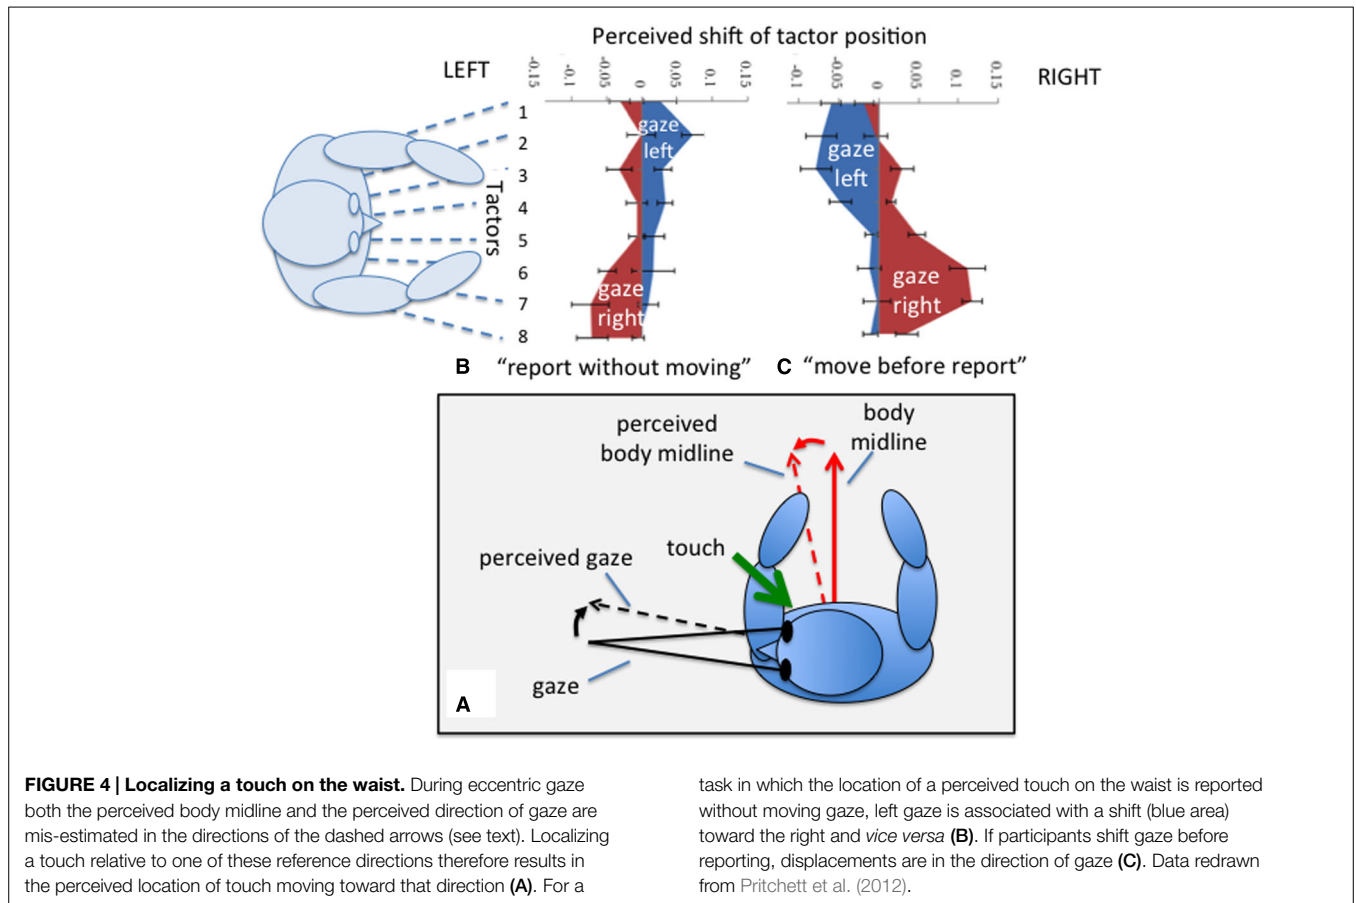 Perceived shift of tactor position
LEFT
-0.15
-0.1
-0.05
0
0.05
0.1
0.15
-0.1
-0.05
0
0.05
0.1
0.15
RIGHT
1
2
3
4
5
6
7
8
Tactors
gaze
left
gaze
right
gaze
left
gaze
right
B "report without moving"
C "move before report"
perceived
body midline
body
midline
touch
perceived gaze
gaze
A
FIGURE 4 | Localizing a touch on the waist. During eccentric gaze
both the perceived body midline and the perceived direction of gaze are
mis-estimated in the directions of the dashed arrows (see text). Localizing
a touch relative to one of these reference directions therefore results in
the perceived location of touch moving toward that direction (A). For a
task in which the location of a perceived touch on the waist is reported
without moving gaze, left gaze is associated with a shift (blue area)
toward the right and vice versa (B). If participants shift gaze before
reporting, displacements are in the direction of gaze (C). Data redrawn
from Pritchett et al. (2012).